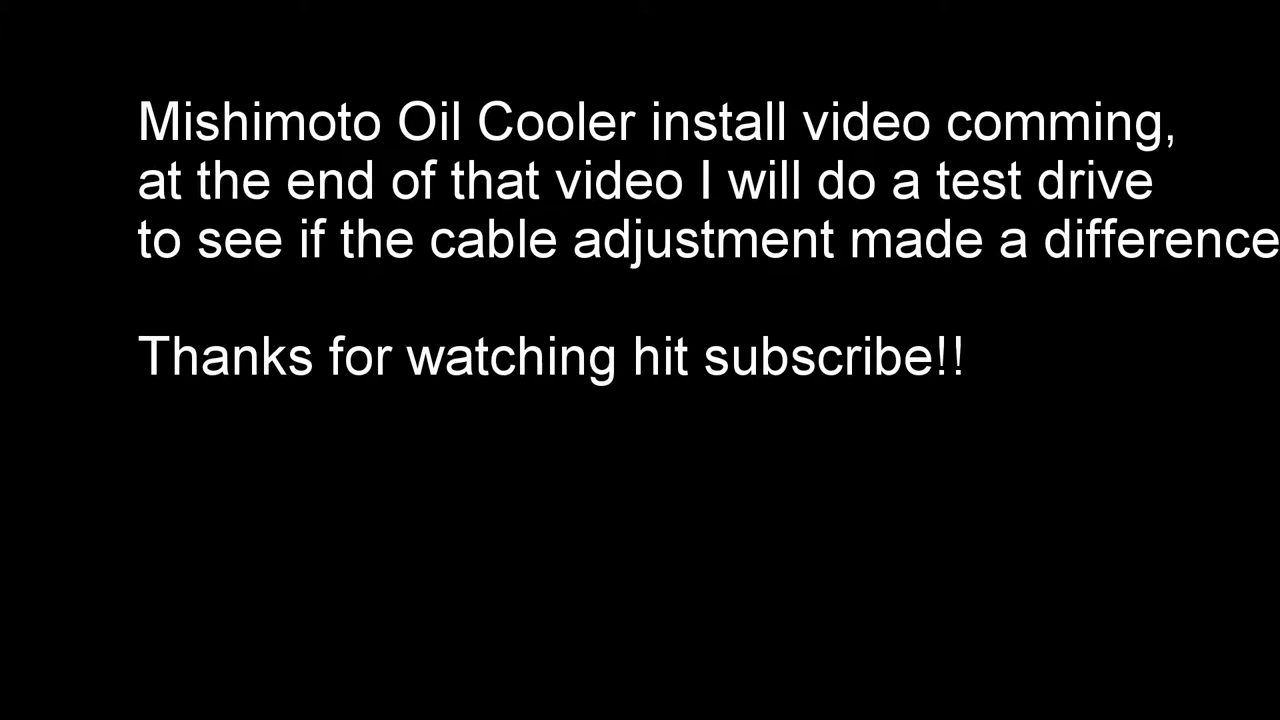 Mishimoto Oil Cooler install video comming,
at the end of that video I will do a test drive
to see if the cable adjustment made a difference
Thanks for watching hit subscribe!!